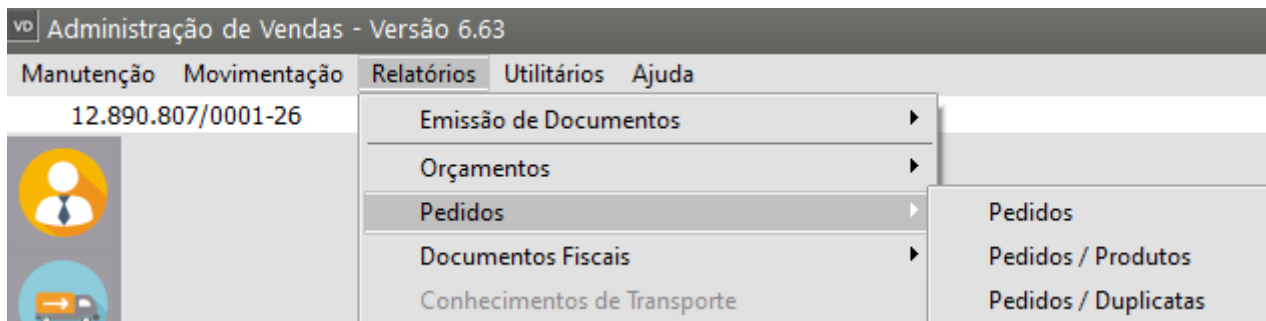 VD Administração de Vendas - Versão 6.63
Manutenção Movimentação Relatórios Utilitários Ajuda
12.890.807/0001-26
Emissão de Documentos
Orçamentos
Pedidos
Pedidos
Documentos Fiscais
Pedidos / Produtos
Conhecimentos de Transporte
Pedidos / Duplicatas